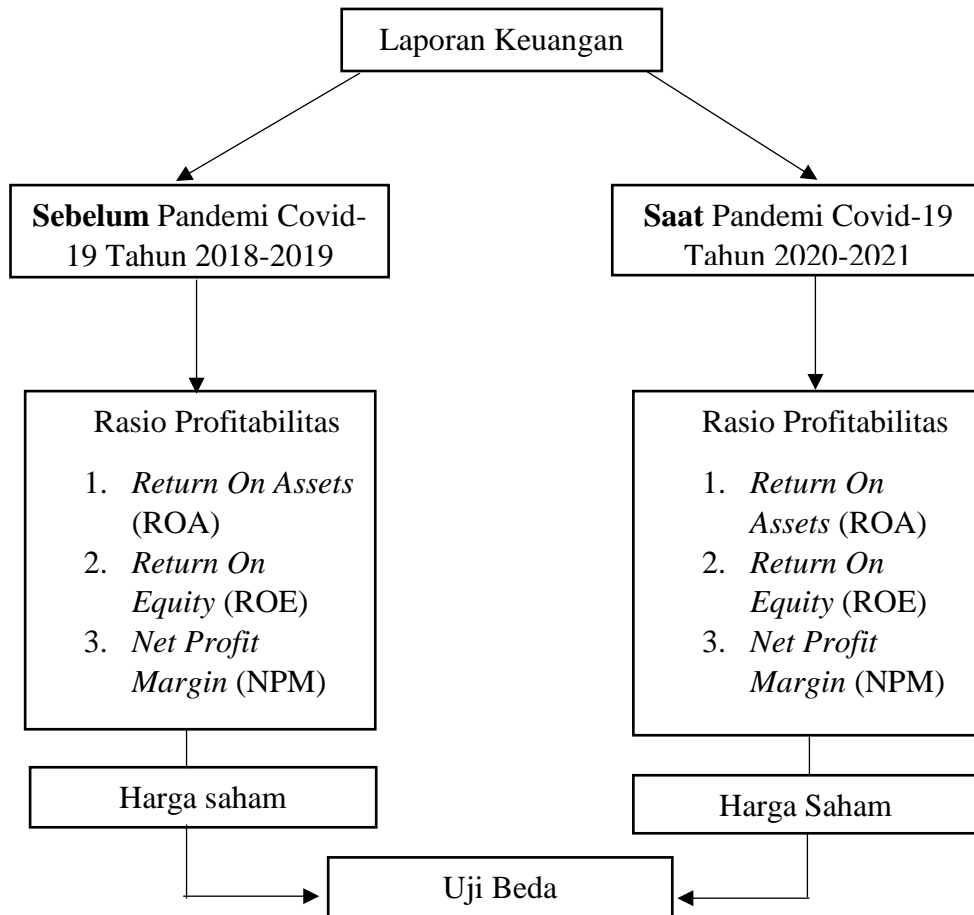 Laporan Keuangan
Sebelum Pandemi Covid-
19 Tahun 2018-2019
Saat Pandemi Covid-19
Tahun 2020-2021
Rasio Profitabilitas
1. Return On Assets
(ROA)
2. Return On
Equity (ROE)
3. Net Profit
Margin (NPM)
Rasio Profitabilitas
1. Return On
Assets (ROA)
2. Return On
Equity (ROE)
3. Net Profit
Margin (NPM)
Harga saham
Harga Saham
Uji Beda